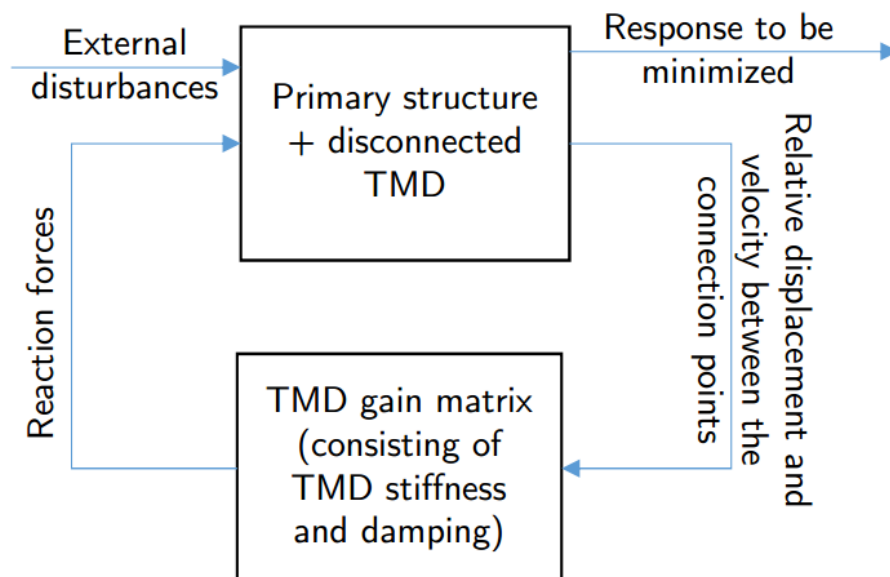 External
disturbances
Primary structure
+ disconnected
TMD
Response to be
minimized
Relative displacement and
velocity between the
connection points
Reaction forces
TMD gain matrix
(consisting of
TMD stiffness
and damping)